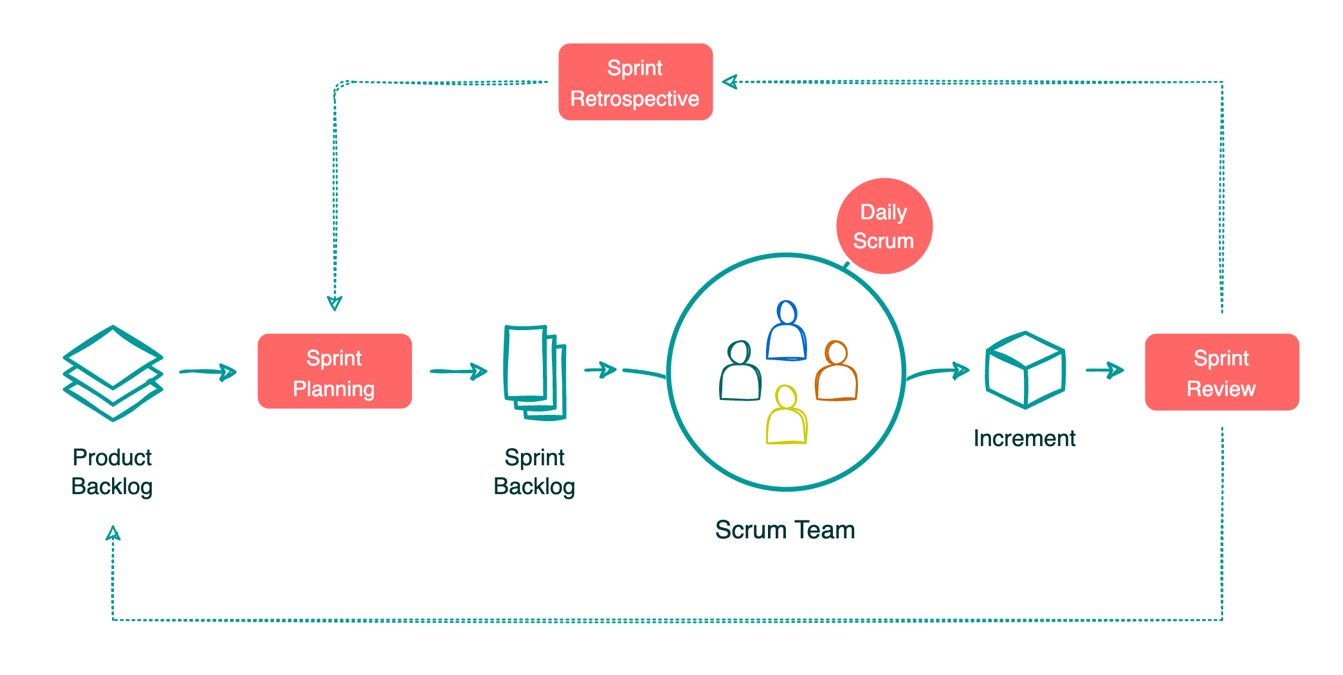 Sprint
Retrospective
Daily
Scrum
Sprint
Planning
Sprint
Review
Product
Backlog
Sprint
Backlog
Increment
Scrum Team